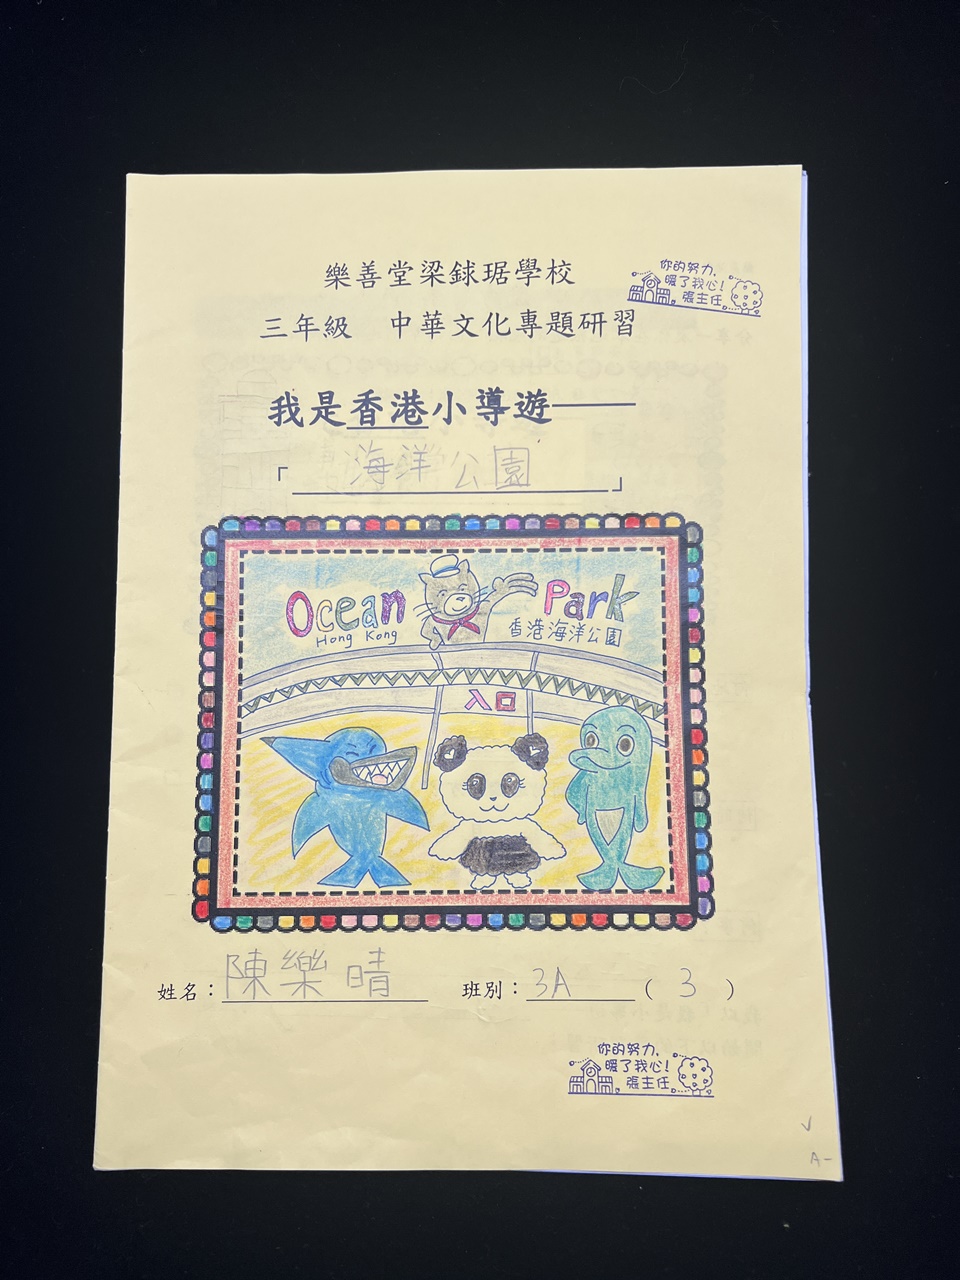 樂善堂梁銶琚學校
你的努力,
暖了我心!
張主任
三年級　中華文化專題研習
我是香港小導遊——
「海洋公園」
Ocean Park
Hong Kong 香港海洋公園
入口
姓名：陳樂晴 班別：3A ( 3 )
你的努力,
暖了我心!
張主任
A-